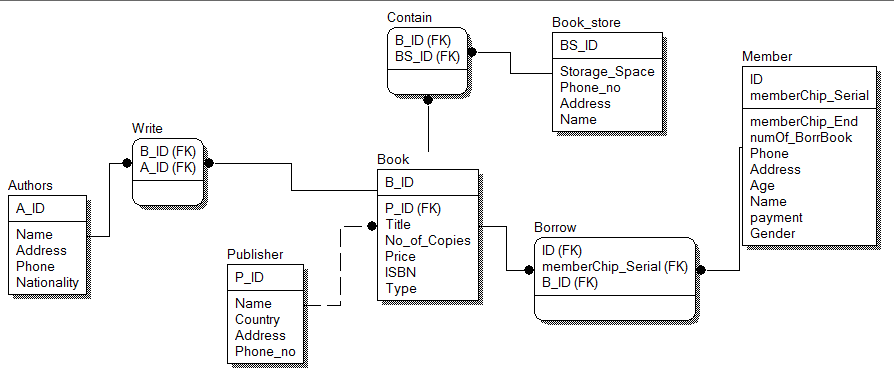 Contain
B_ID (FK)
BS_ID (FK)
Book_store
BS_ID
Storage_Space
Phone_no
Address
Name
Member
ID
memberChip_Serial
memberChip_End
numOf_BorrBook
Phone
Address
Age
Name
payment
Gender
Write
B_ID (FK)
A_ID (FK)
Authors
A_ID
Name
Address
Phone
Nationality
Book
B_ID
P_ID (FK)
Title
No_of_Copies
Price
ISBN
Type
Publisher
P_ID
Name
Country
Address
Phone_no
Borrow
ID (FK)
memberChip_Serial (FK)
B_ID (FK)